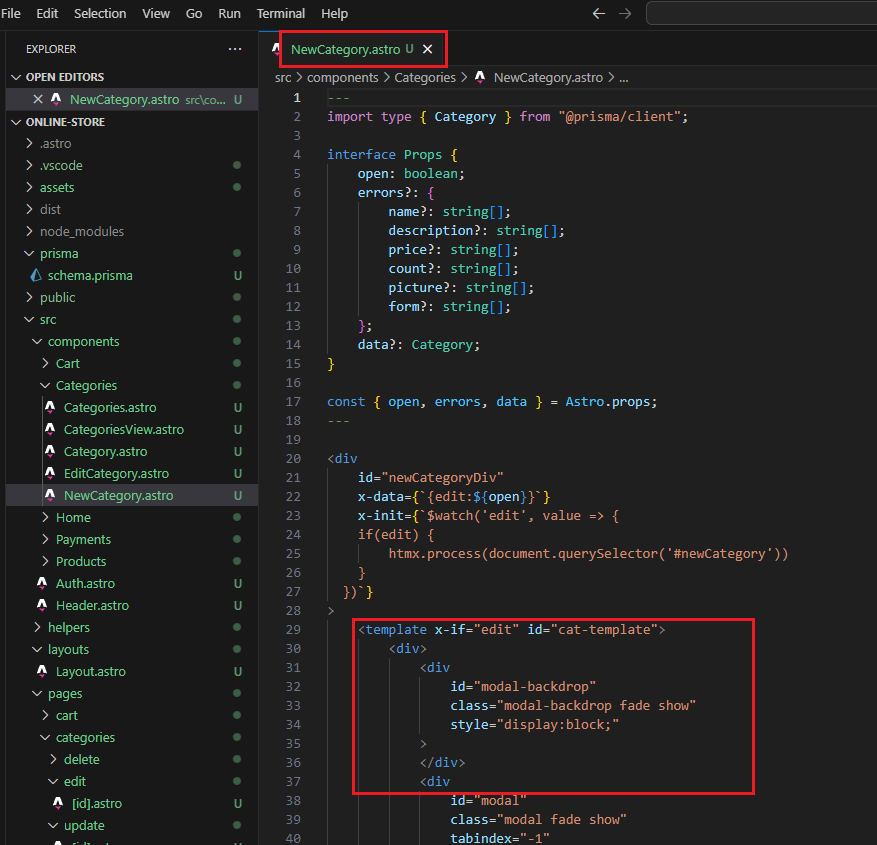 File Edit Selection View Go Run Terminal Help
EXPLORER
OPEN EDITORS
NewCategory.astro src\co... U
ONLINE-STORE
.astro
.vscode
assets
dist
node_modules
prisma
schema.prisma U
public
src
components
Cart
Categories
Categories.astro U
CategoriesView.astro U
Category.astro U
EditCategory.astro U
NewCategory.astro U
Home
Payments
Products
Auth.astro U
Header.astro U
helpers
layouts
Layout.astro U
pages
cart
categories
delete
edit
[id].astro U
update
NewCategory.astro U
src > components > Categories > NewCategory.astro > ...
1 ---
2 import type { Category } from "@prisma/client";
3
4 interface Props {
5 open: boolean;
6 errors?: {
7 name?: string[];
8 description?: string[];
9 price?: string[];
10 count?: string[];
11 picture?: string[];
12 form?: string[];
13 };
14 data?: Category;
15 }
16
17 const { open, errors, data } = Astro.props;
18 ---
19
20 <div
21 id="newCategoryDiv"
22 x-data={`{edit:${open}}`}
23 x-init={`$watch('edit', value => {
24 if(edit) {
25 htmx.process(document.querySelector('#newCategory'))
26 }
27 })`}
28 >
29 <template x-if="edit" id="cat-template">
30 <div>
31 <div
32 id="modal-backdrop"
33 class="modal-backdrop fade show"
34 style="display:block;"
35 >
36 </div>
37 <div
38 id="modal"
39 class="modal fade show"
40 tabindex="-1"